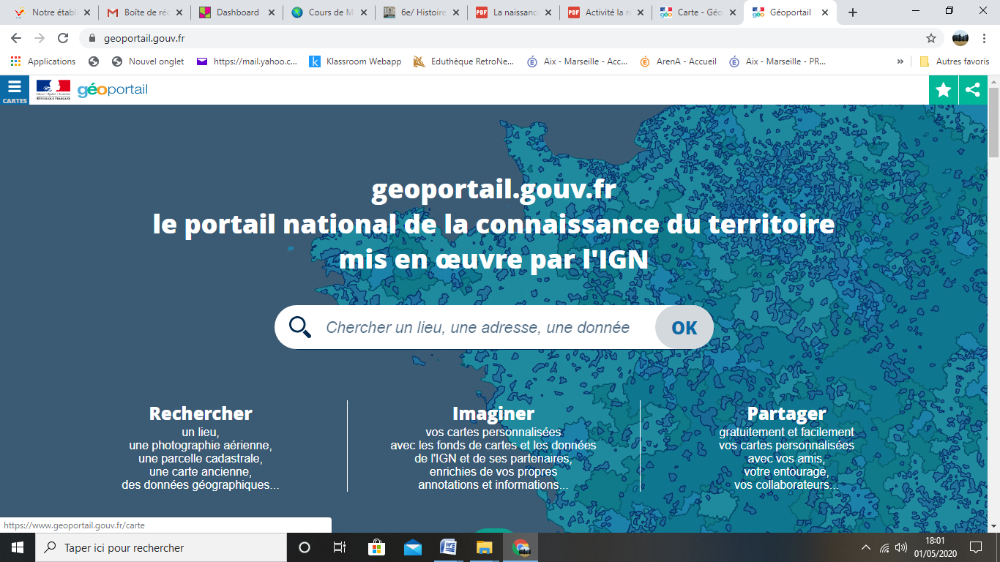 Notre établ
Boîte de réc
Dashboard
Cours de M
6e/ Histoire
La naissanc
Activité la r
Carte - Géo
Géoportail
geoportail.gouv.fr
Applications
Nouvel onglet
https://mail.yahoo.c...
Klassroom Webapp
Eduthèque RetroNe...
Aix - Marseille - Acc...
ArenA - Accueil
Aix - Marseille - PR...
»
Autres favoris
CARTES
Liberté • Égalité • Fraternité
RÉPUBLIQUE FRANÇAISE
géoportail
geoportail.gouv.fr
le portail national de la connaissance du territoire
mis en œuvre par l'IGN
Chercher un lieu, une adresse, une donnée
OK
Rechercher
un lieu,
une photographie aérienne,
une parcelle cadastrale,
une carte ancienne,
des données géographiques...
Imaginer
vos cartes personnalisées
avec les fonds de cartes et les données
de l'IGN et de ses partenaires,
enrichies de vos propres
annotations et informations...
Partager
gratuitement et facilement
vos cartes personnalisées
avec vos amis,
votre entourage,
vos collaborateurs...
https://www.geoportail.gouv.fr/carte
Taper ici pour rechercher
18:01
01/05/2020